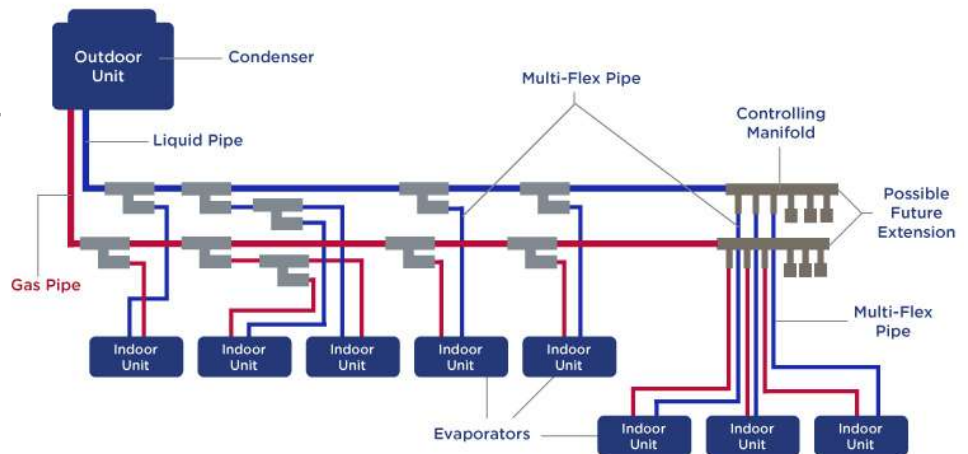 Outdoor
Unit
Condenser
Multi-Flex Pipe
Controlling
Manifold
Liquid Pipe
Possible
Future
Extension
Gas Pipe
Multi-Flex
Pipe
Indoor
Unit
Indoor
Unit
Indoor
Unit
Indoor
Unit
Indoor
Unit
Evaporators
Indoor
Unit
Indoor
Unit
Indoor
Unit